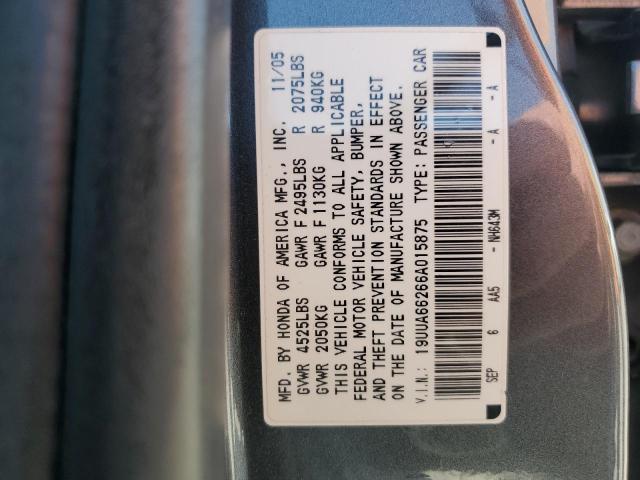 MFD. BY HONDA OF AMERICA MFG., INC. 11/05
GVWR 4525LBS GAWR F 2495LBS R 2075LBS
GVWR 2050KG GAWR F 1130KG R 940KG
THIS VEHICLE CONFORMS TO ALL APPLICABLE
FEDERAL MOTOR VEHICLE SAFETY, BUMPER,
AND THEFT PREVENTION STANDARDS IN EFFECT
ON THE DATE OF MANUFACTURE SHOWN ABOVE.
V.I.N.: 19UUA66266A015875 TYPE: PASSENGER CAR
SEP 6 AA5 - NH643M - A - A